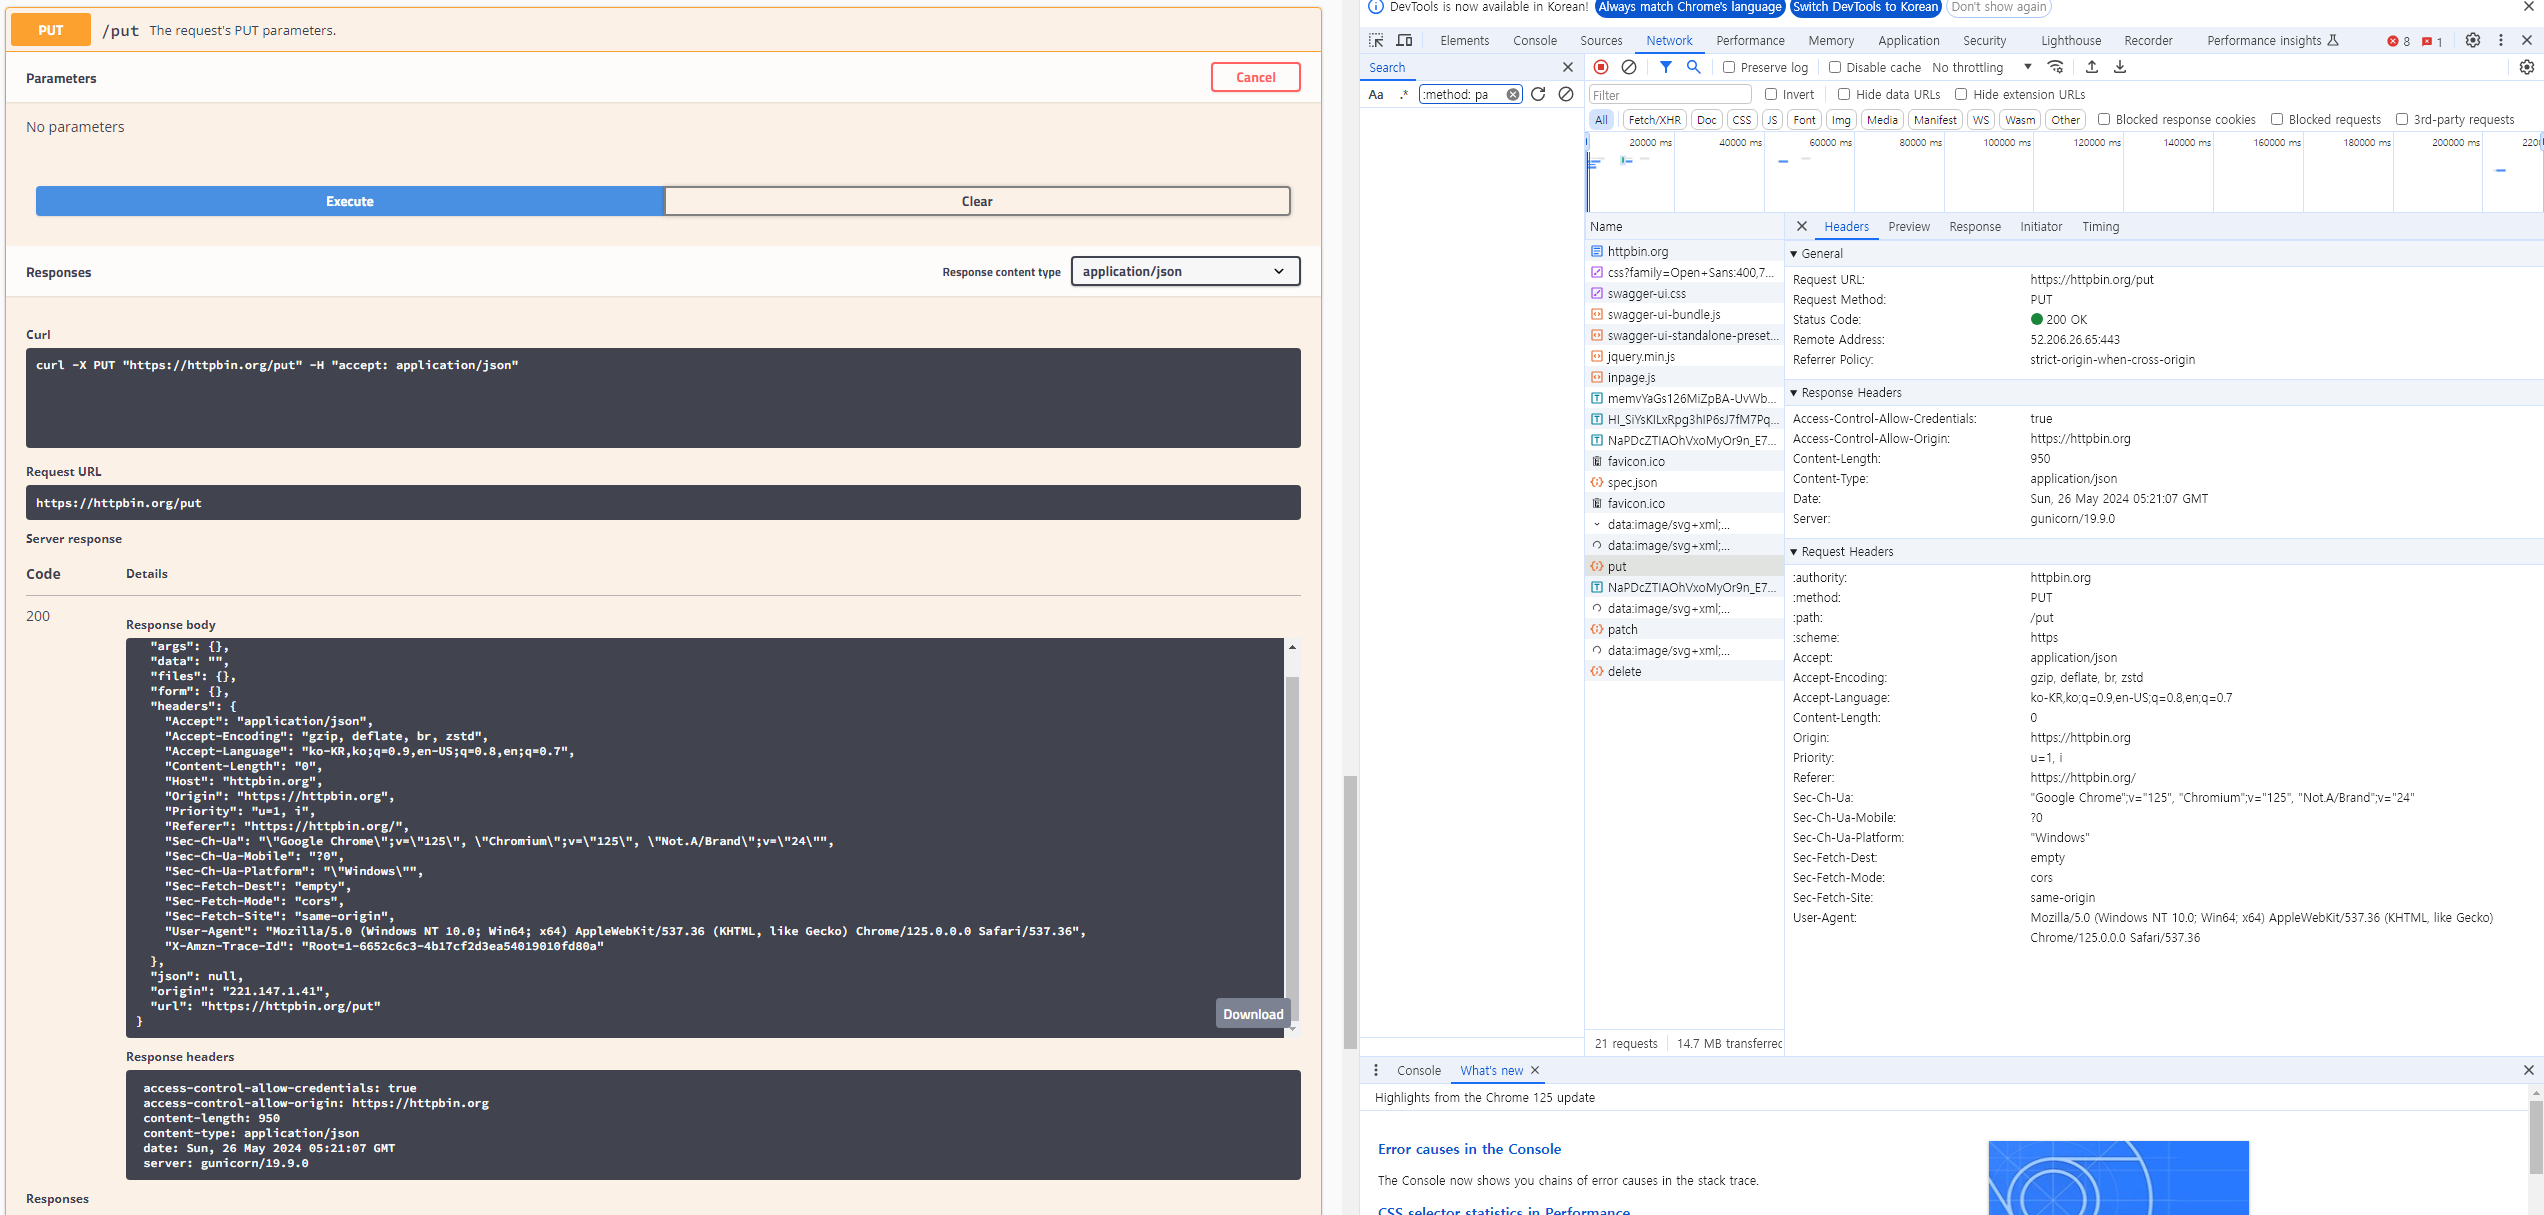 PUT /put The request's PUT parameters.
Parameters
Cancel
No parameters
Execute
Clear
Responses
Response content type
application/json
Curl
curl -X PUT "https://httpbin.org/put" -H "accept: application/json"
Request URL
https://httpbin.org/put
Server response
Code Details
200
Response body
"args": {},
"data": "",
"files": {},
"form": {},
"headers": {
"Accept": "application/json",
"Accept-Encoding": "gzip, deflate, br, zstd",
"Accept-Language": "ko-KR,ko;q=0.9,en-US;q=0.8,en;q=0.7",
"Content-Length": "0",
"Host": "httpbin.org",
"Origin": "https://httpbin.org",
"Priority": "u=1, i",
"Referer": "https://httpbin.org/",
"Sec-Ch-Ua": "\"Google Chrome\";v=\"125\", \"Chromium\";v=\"125\", \"Not.A/Brand\";v=\"24\"",
"Sec-Ch-Ua-Mobile": "?0",
"Sec-Ch-Ua-Platform": "\"Windows\"",
"Sec-Fetch-Dest": "empty",
"Sec-Fetch-Mode": "cors",
"Sec-Fetch-Site": "same-origin",
"User-Agent": "Mozilla/5.0 (Windows NT 10.0; Win64; x64) AppleWebKit/537.36 (KHTML, like Gecko) Chrome/125.0.0.0 Safari/537.36",
"X-Amzn-Trace-Id": "Root=1-6652c6c3-4b17cf2d3ea54019010fd80a"
},
"json": null,
"origin": "221.147.1.41",
"url": "https://httpbin.org/put"
}
Download
Response headers
access-control-allow-credentials: true
access-control-allow-origin: https://httpbin.org
content-length: 950
content-type: application/json
date: Sun, 26 May 2024 05:21:07 GMT
server: gunicorn/19.9.0
Responses
DevTools is now available in Korean! Always match Chrome's language Switch DevTools to Korean Don't show again
Elements Console Sources Network Performance Memory Application Security Lighthouse Recorder Performance insights 8 1
Search
Aa .* :method: pa
Preserve log Disable cache No throttling
Filter Invert Hide data URLs Hide extension URLs
All Fetch/XHR Doc CSS JS Font Img Media Manifest WS Wasm Other Blocked response cookies Blocked requests 3rd-party requests
20000 ms 40000 ms 60000 ms 80000 ms 100000 ms 120000 ms 140000 ms 160000 ms 180000 ms 200000 ms 220
Name
httpbin.org
css?family=Open+Sans:400,7...
swagger-ui.css
swagger-ui-bundle.js
swagger-ui-standalone-preset...
jquery.min.js
inpage.js
memvYaGs126MiZpBA-UvWb...
HI_SiYsKILxRpg3hIP6sJ7fM7Pq...
NaPDcZTIAOhVxoMyOr9n_E7...
favicon.ico
spec.json
favicon.ico
data:image/svg+xml;...
data:image/svg+xml;...
put
NaPDcZTIAOhVxoMyOr9n_E7...
data:image/svg+xml;...
patch
data:image/svg+xml;...
delete
21 requests 14.7 MB transferrec
Headers Preview Response Initiator Timing
General
Request URL: https://httpbin.org/put
Request Method: PUT
Status Code: 200 OK
Remote Address: 52.206.26.65:443
Referrer Policy: strict-origin-when-cross-origin
Response Headers
Access-Control-Allow-Credentials: true
Access-Control-Allow-Origin: https://httpbin.org
Content-Length: 950
Content-Type: application/json
Date: Sun, 26 May 2024 05:21:07 GMT
Server: gunicorn/19.9.0
Request Headers
:authority: httpbin.org
:method: PUT
:path: /put
:scheme: https
Accept: application/json
Accept-Encoding: gzip, deflate, br, zstd
Accept-Language: ko-KR,ko;q=0.9,en-US;q=0.8,en;q=0.7
Content-Length: 0
Origin: https://httpbin.org
Priority: u=1, i
Referer: https://httpbin.org/
Sec-Ch-Ua: "Google Chrome";v="125", "Chromium";v="125", "Not.A/Brand";v="24"
Sec-Ch-Ua-Mobile: ?0
Sec-Ch-Ua-Platform: "Windows"
Sec-Fetch-Dest: empty
Sec-Fetch-Mode: cors
Sec-Fetch-Site: same-origin
User-Agent: Mozilla/5.0 (Windows NT 10.0; Win64; x64) AppleWebKit/537.36 (KHTML, like Gecko)
Chrome/125.0.0.0 Safari/537.36
Console What's new
Highlights from the Chrome 125 update
Error causes in the Console
The Console now shows you chains of error causes in the stack trace.
CSS selector statistics in Performance